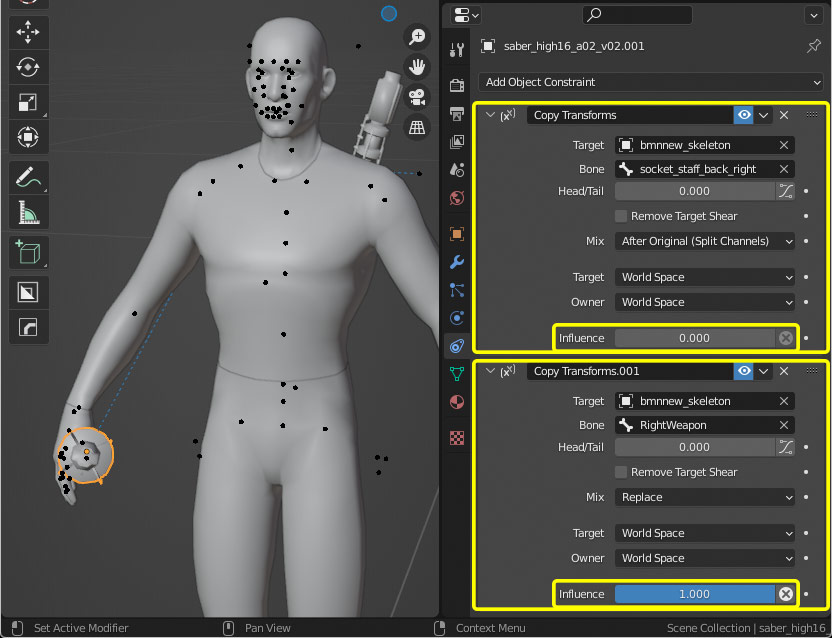 saber_high16_a02_v02.001
Add Object Constraint
Copy Transforms
Target bmnnew_skeleton
Bone socket_staff_back_right
Head/Tail 0.000
Remove Target Shear
Mix After Original (Split Channels)
Target World Space
Owner World Space
Influence 0.000
Copy Transforms.001
Target bmnnew_skeleton
Bone RightWeapon
Head/Tail 0.000
Remove Target Shear
Mix Replace
Target World Space
Owner World Space
Influence 1.000
Set Active Modifier Pan View Context Menu Scene Collection | saber_high16